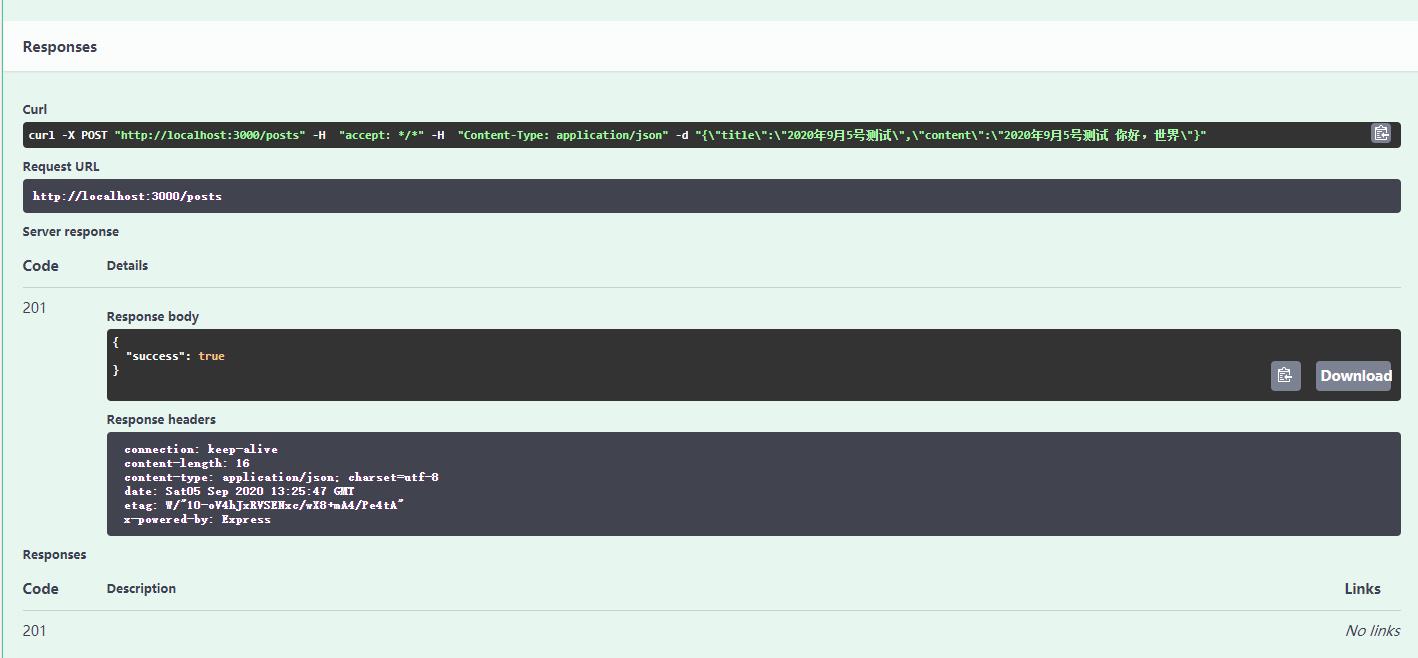 Responses
Curl
curl -X POST "http://localhost:3000/posts" -H  "accept: */*" -H  "Content-Type: application/json" -d "{\"title\":\"2020年9月5号测试\",\"content\":\"2020年9月5号测试 你好，世界\"}"
Request URL
http://localhost:3000/posts
Server response
Code Details
201
Response body
{
  "success": true
}
Download
Response headers
connection: keep-alive
content-length: 16
content-type: application/json; charset=utf-8
date: Sat05 Sep 2020 13:25:47 GMT
etag: W/"10-oV4hJxRVSENxc/wX8+mA4/Pe4tA"
x-powered-by: Express
Responses
Code Description Links
201 No links